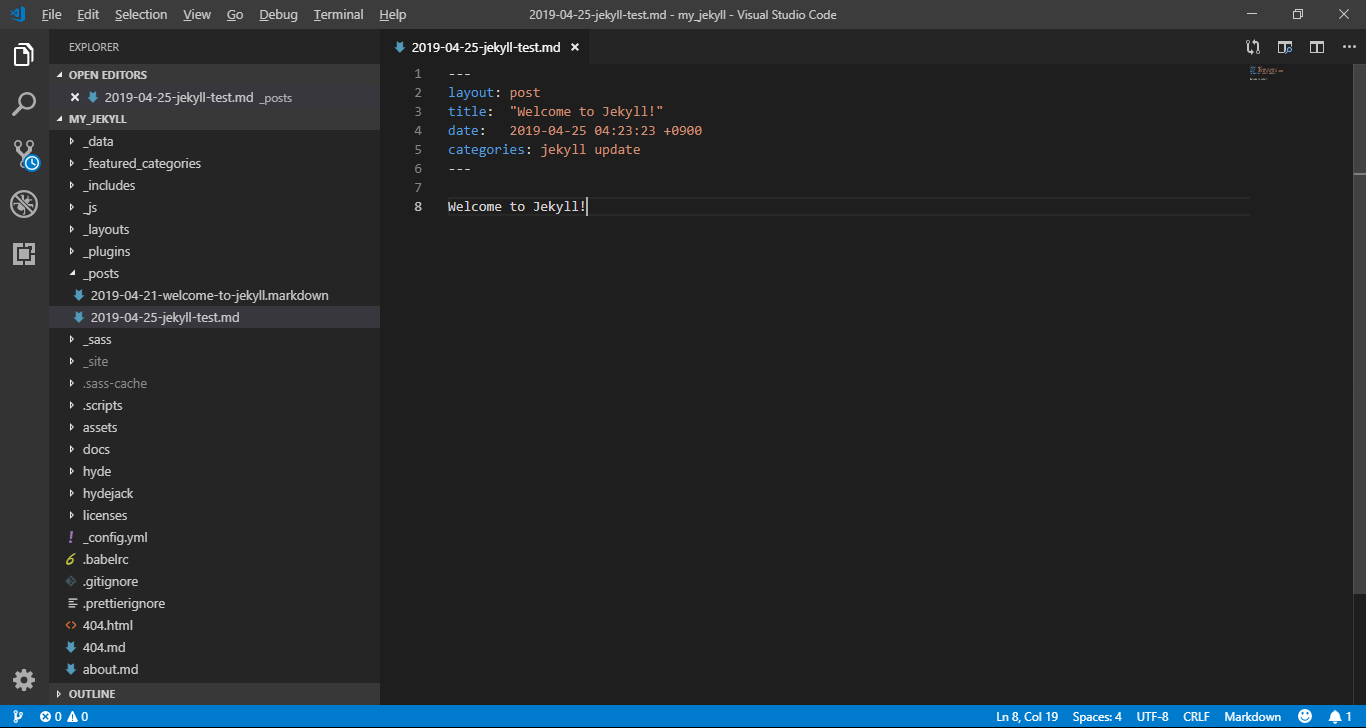 File Edit Selection View Go Debug Terminal Help 2019-04-25-jekyll-test.md - my_jekyll - Visual Studio Code
EXPLORER
OPEN EDITORS
2019-04-25-jekyll-test.md _posts
MY_JEKYLL
_data
_featured_categories
_includes
_js
_layouts
_plugins
_posts
2019-04-21-welcome-to-jekyll.markdown
2019-04-25-jekyll-test.md
_sass
_site
.sass-cache
.scripts
assets
docs
hyde
hydejack
licenses
_config.yml
.babelrc
.gitignore
.prettierignore
404.html
404.md
about.md
OUTLINE
2019-04-25-jekyll-test.md
1 ---
2 layout: post
3 title:  "Welcome to Jekyll!"
4 date:   2019-04-25 04:23:23 +0900
5 categories: jekyll update
6 ---
7
8 Welcome to Jekyll!
0 0 Ln 8, Col 19 Spaces: 4 UTF-8 CRLF Markdown 1